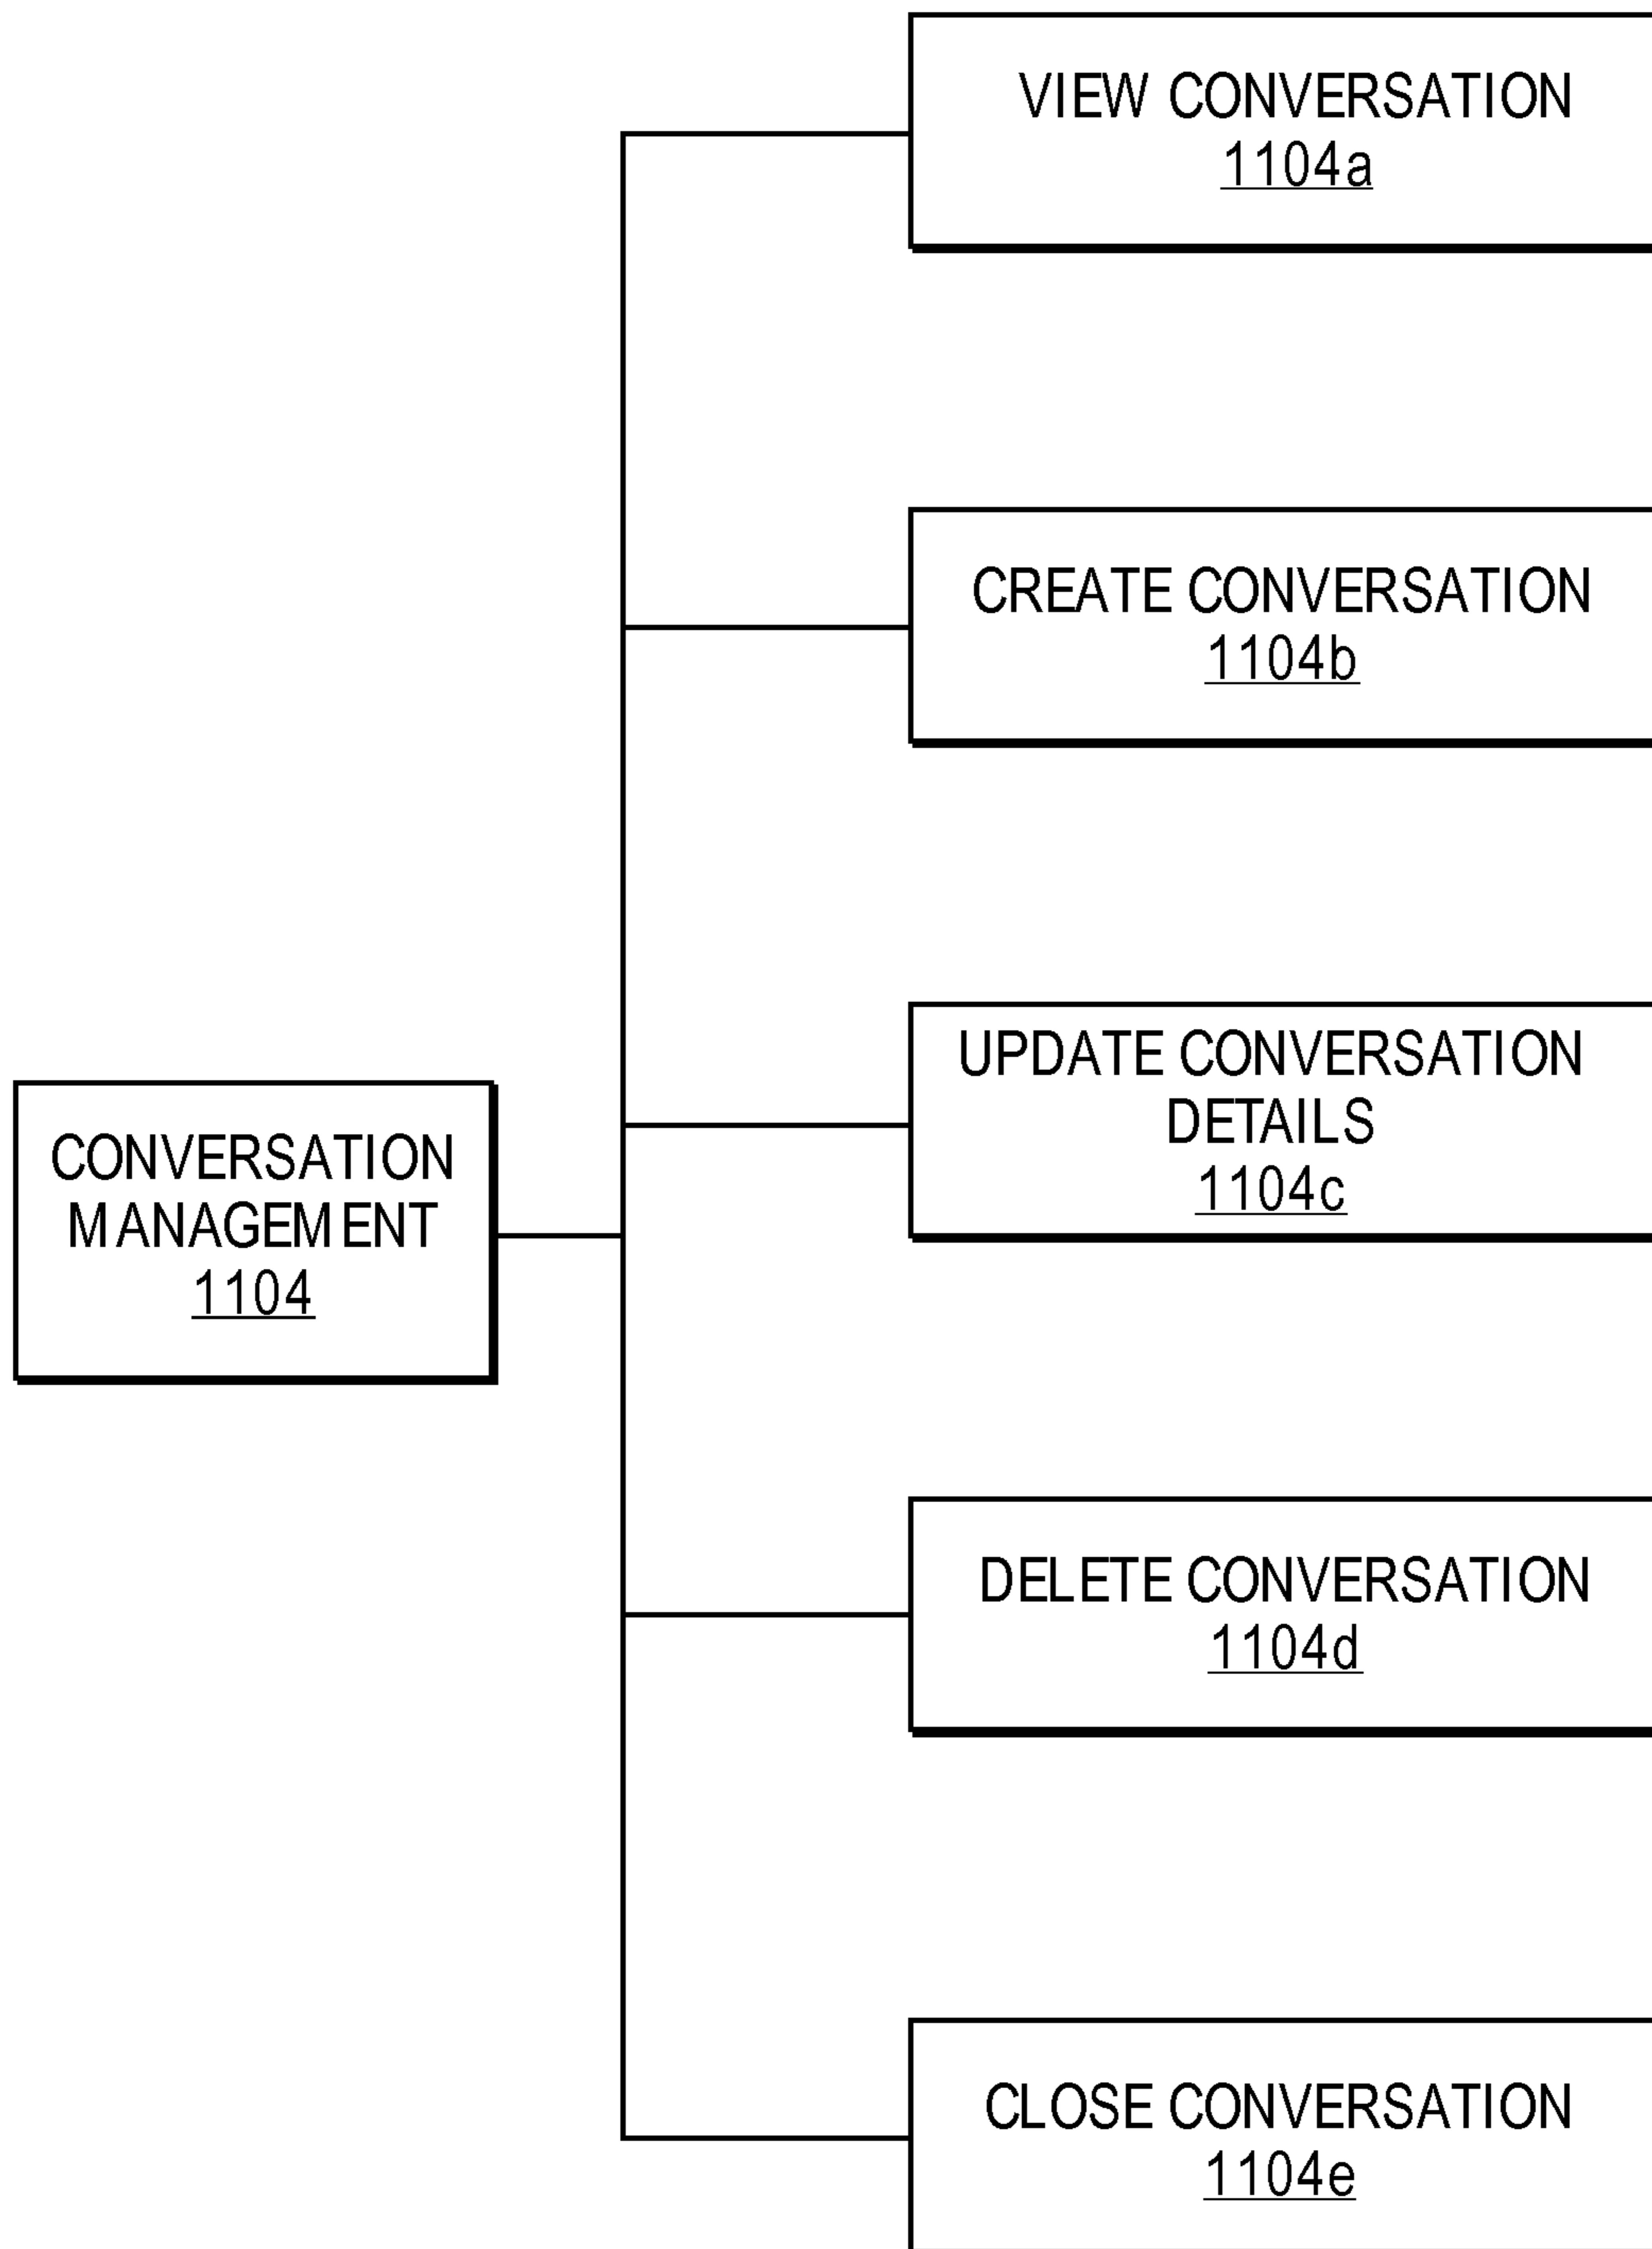 VIEW CONVERSATION
1104a
CREATE CONVERSATION
1104b
UPDATE CONVERSATION
DETAILS
1104c
CONVERSATION
MANAGEMENT
1104
DELETE CONVERSATION
1104d
CLOSE CONVERSATION
1104e